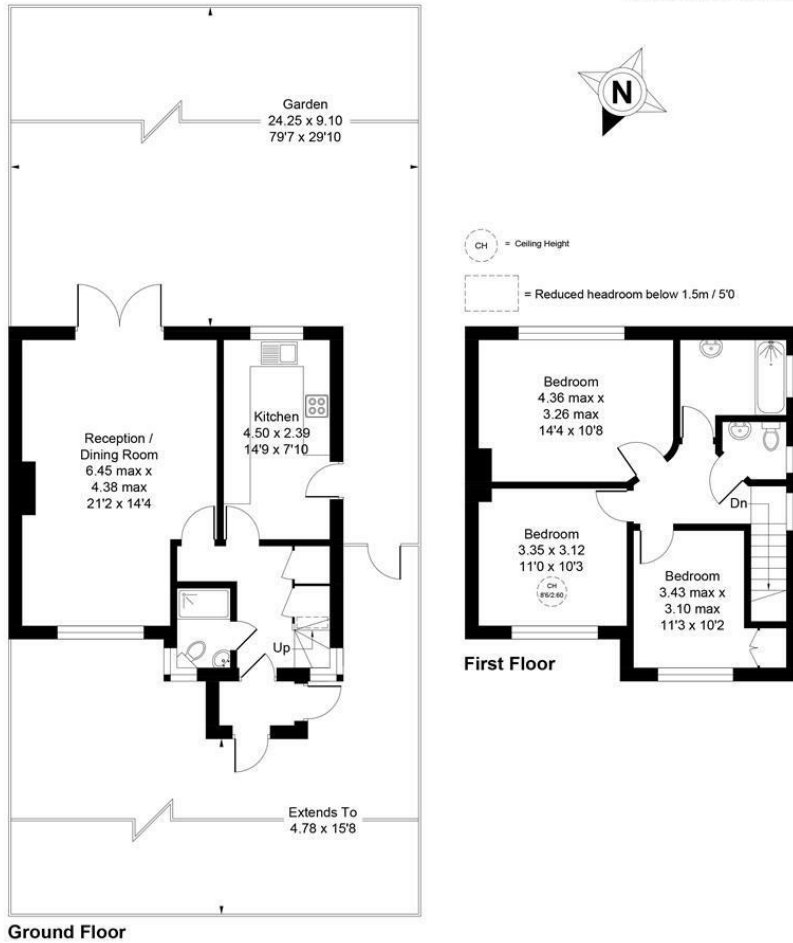 Garden
24.25 x 9.10
79'7 x 29'10
N
CH = Ceiling Height
= Reduced headroom below 1.5m / 5'0
Reception /
Dining Room
6.45 max x
4.38 max
21'2 x 14'4
Kitchen
4.50 x 2.39
14'9 x 7'10
Up
Extends To
4.78 x 15'8
Ground Floor
Bedroom
4.36 max x
3.26 max
14'4 x 10'8
Dn
Bedroom
3.35 x 3.12
11'0 x 10'3
CH
8'6/2.60
Bedroom
3.43 max x
3.10 max
11'3 x 10'2
First Floor